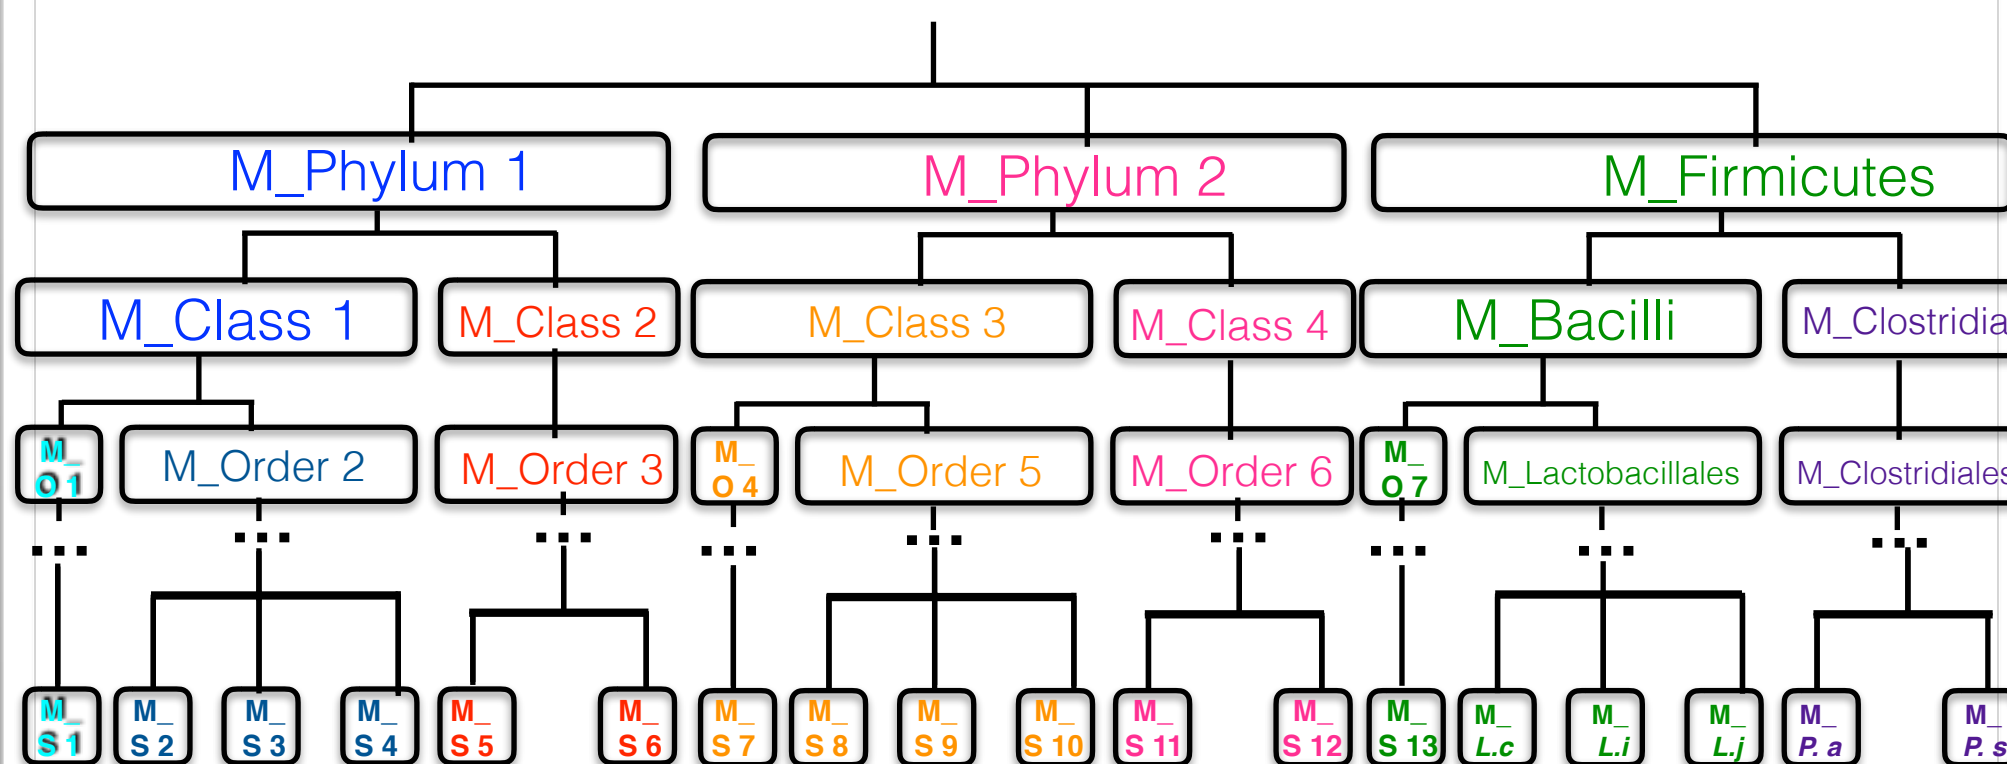 M_Phylum 1
M_Phylum 2
M_Firmicutes
M_Class 1
M_Class 2
M_Class 3
M_Class 4
M_Bacilli
M_Clostridia
M_
O 1
M_Order 2
M_Order 3
M_
O 4
M_Order 5
M_Order 6
M_
O 7
M_Lactobacillales
M_Clostridiales
...
...
...
...
...
...
...
...
...
M_
S 1
M_
S 2
M_
S 3
M_
S 4
M_
S 5
M_
S 6
M_
S 7
M_
S 8
M_
S 9
M_
S 10
M_
S 11
M_
S 12
M_
S 13
M_
L.c
M_
L.i
M_
L.j
M_
P. a
M_
P. s